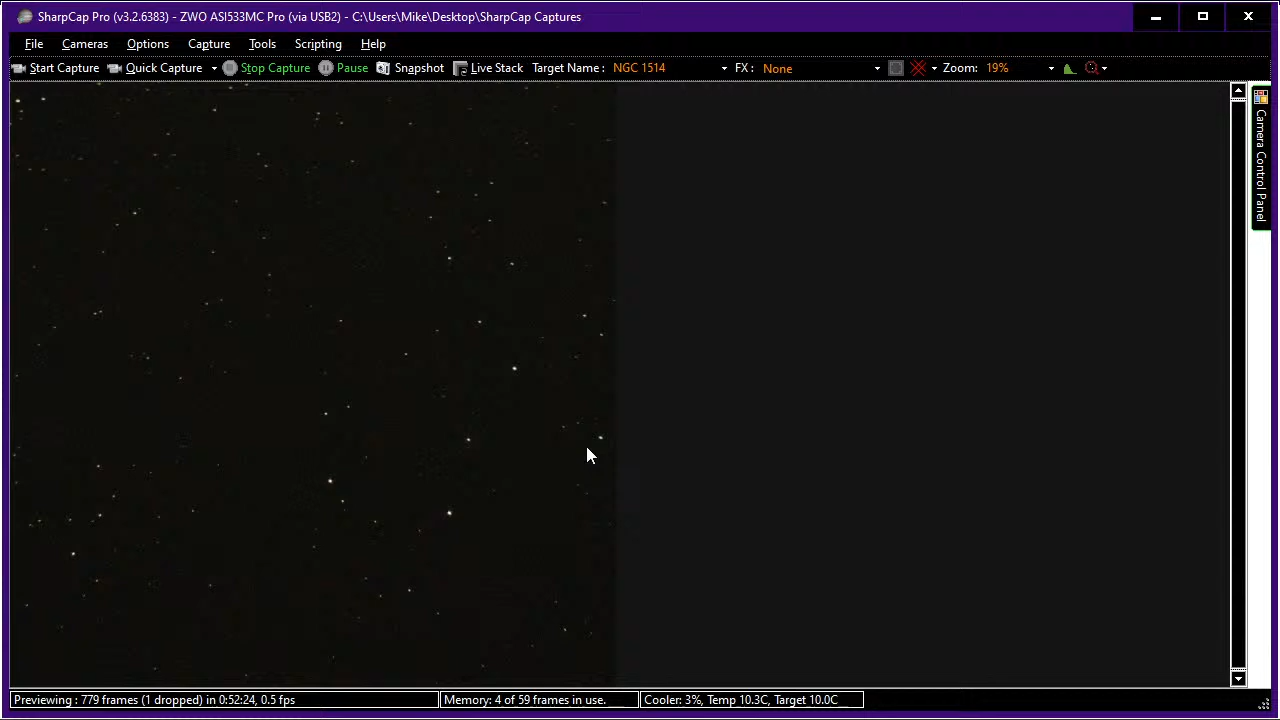 SharpCap Pro (v3.2.6383) - ZWO ASI533MC Pro (via USB2) - C:\Users\Mike\Desktop\SharpCap Captures
File Cameras Options Capture Tools Scripting Help
Start Capture Quick Capture Stop Capture Pause Snapshot Live Stack Target Name: NGC 1514 FX: None Zoom: 19%
Camera Control Panel
Previewing : 779 frames (1 dropped) in 0:52:24, 0.5 fps Memory: 4 of 59 frames in use. Cooler: 3%, Temp 10.3C, Target 10.0C